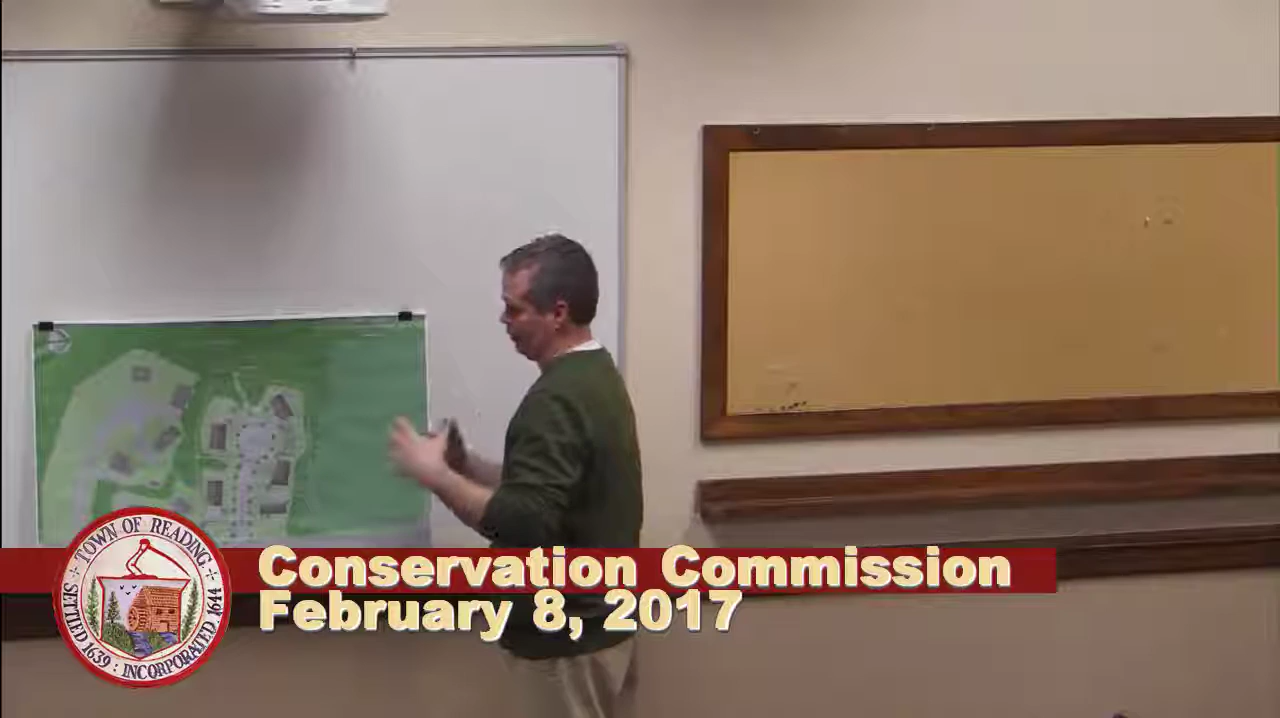 TOWN OF READING
SETTLED 1639 : INCORPORATED 1644
Conservation Commission
February 8, 2017